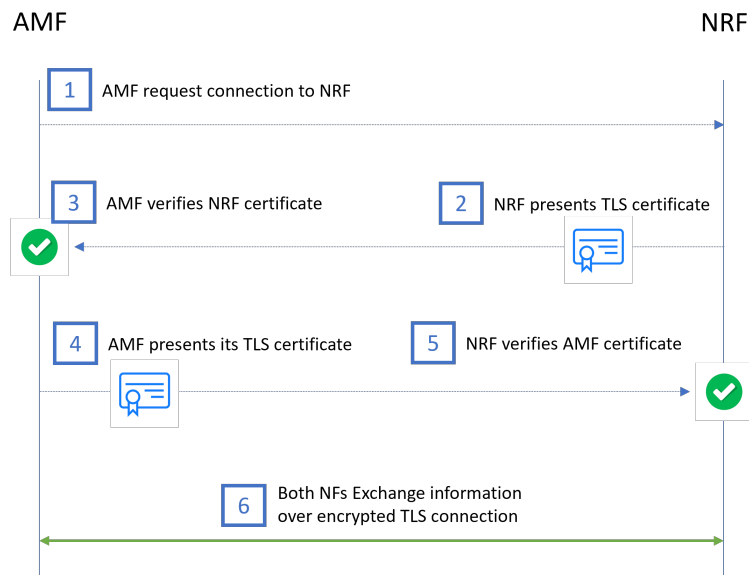 AMF
NRF
1
AMF request connection to NRF
3
AMF verifies NRF certificate
2
NRF presents TLS certificate
4
AMF presents its TLS certificate
5
NRF verifies AMF certificate
6
Both NFs Exchange information
over encrypted TLS connection